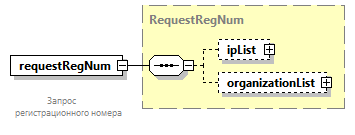 RequestRegNum
ipList
requestRegNum
organizationList
Запрос
регистрационного номера